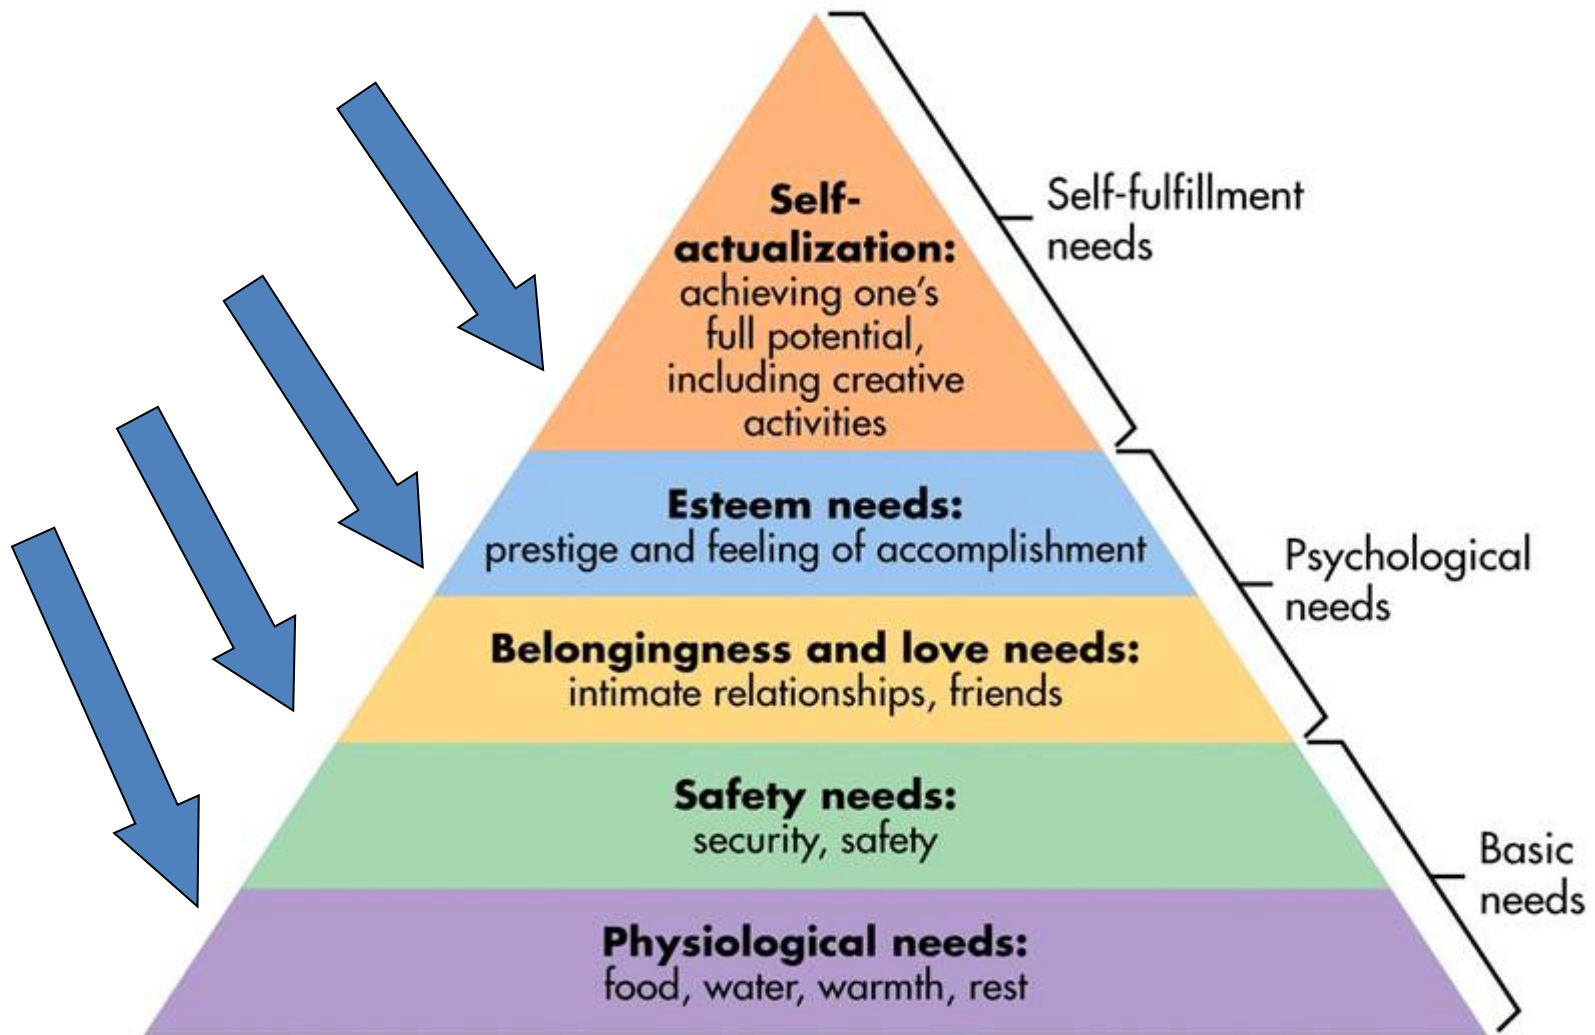 Self-
actualization:
achieving one's
full potential,
including creative
activities
Self-fulfillment
needs
Esteem needs:
prestige and feeling of accomplishment
Psychological
needs
Belongingness and love needs:
intimate relationships, friends
Safety needs:
security, safety
Basic
needs
Physiological needs:
food, water, warmth, rest